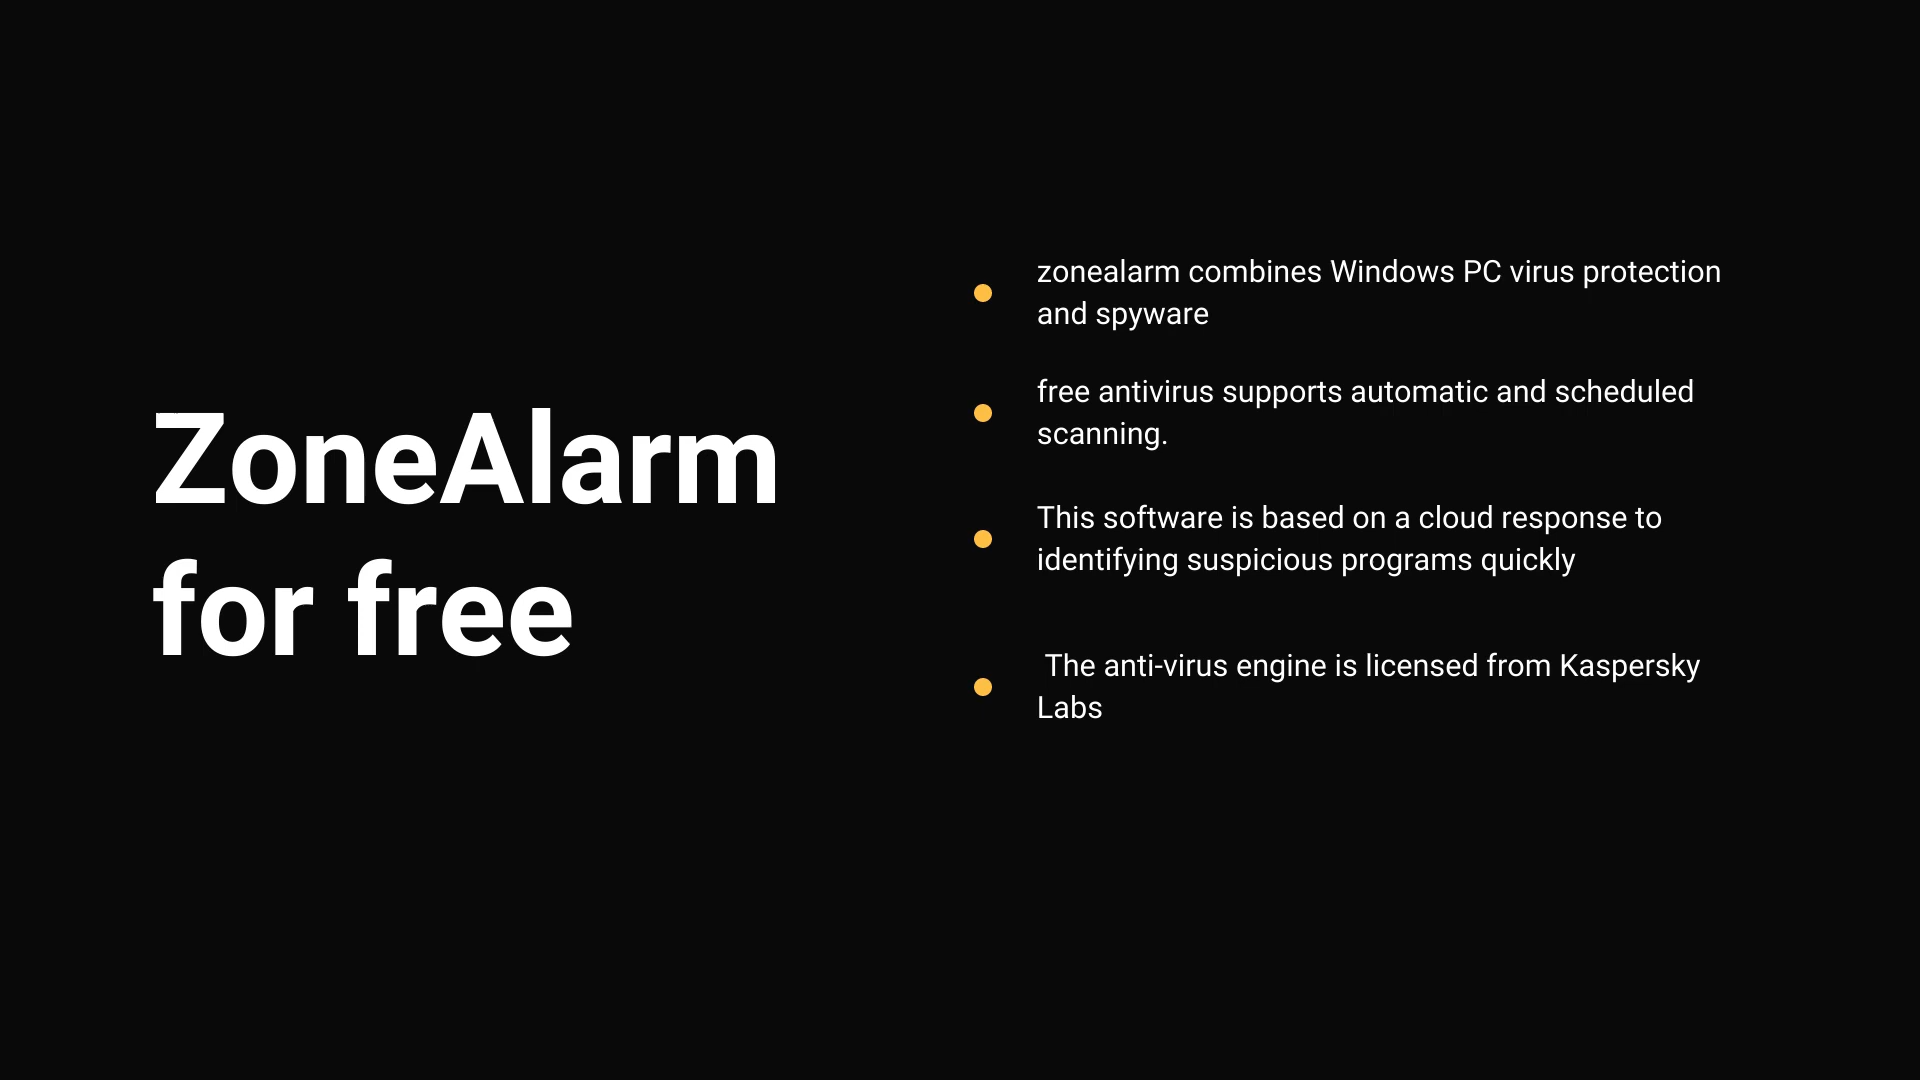 ZoneAlarm
for free
zonealarm combines Windows PC virus protection
and spyware
free antivirus supports automatic and scheduled
scanning.
This software is based on a cloud response to
identifying suspicious programs quickly
The anti-virus engine is licensed from Kaspersky
Labs